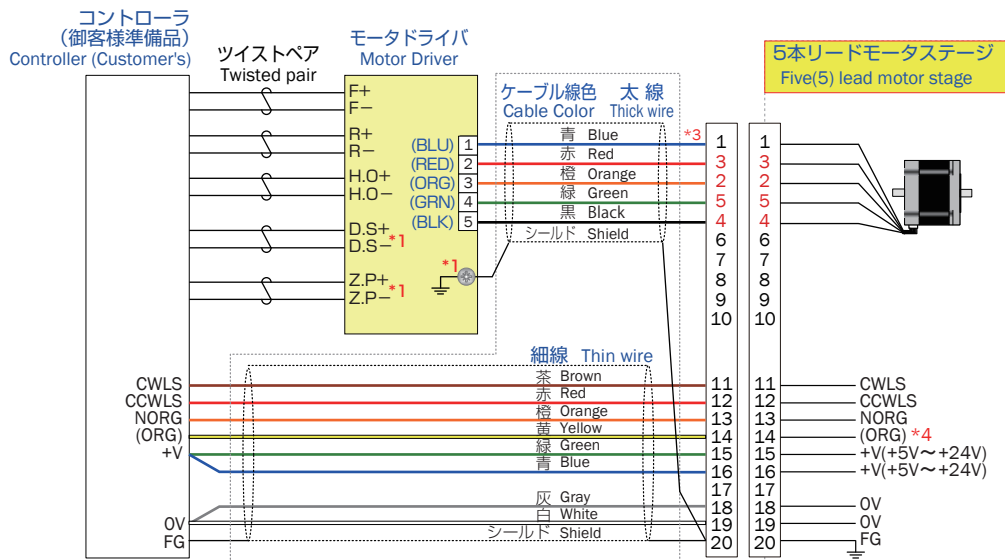 コントローラ
(御客様準備品)
Controller (Customer's)
ツイストペア
Twisted pair
モータドライバ
Motor Driver
5本リードモータステージ
Five(5) lead motor stage
ケーブル線色 太 線
Cable Color Thick wire
F+
F−
R+
R−
H.O+
H.O−
D.S+
D.S− *1
Z.P+
Z.P− *1
(BLU) 1
(RED) 2
(ORG) 3
(GRN) 4
(BLK) 5
*1
青 Blue *3
赤 Red
橙 Orange
緑 Green
黒 Black
シールド Shield
1 1
3 3
2 2
5 5
4 4
6 6
7 7
8 8
9 9
10 10
細線 Thin wire
CWLS 茶 Brown 11 11 CWLS
CCWLS 赤 Red 12 12 CCWLS
NORG 橙 Orange 13 13 NORG
(ORG) 黄 Yellow 14 14 (ORG) *4
+V 緑 Green 15 15 +V(+5V～+24V)
青 Blue 16 16 +V(+5V～+24V)
17 17
灰 Gray 18 18 0V
0V 白 White 19 19 0V
FG シールド Shield 20 20 FG